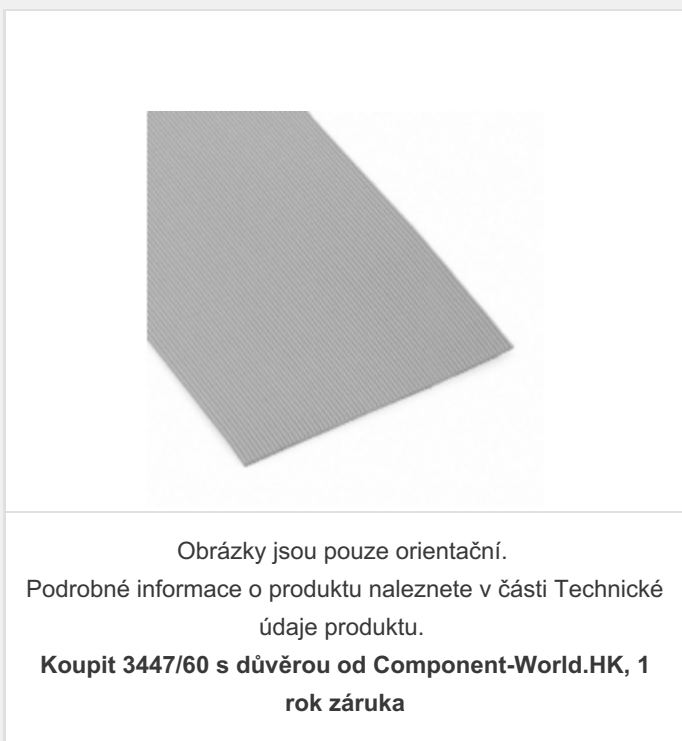 Obrázky jsou pouze orientační.
Podrobné informace o produktu naleznete v části Technické
údaje produktu.
Koupit 3447/60 s důvěrou od Component-World.HK, 1
rok záruka